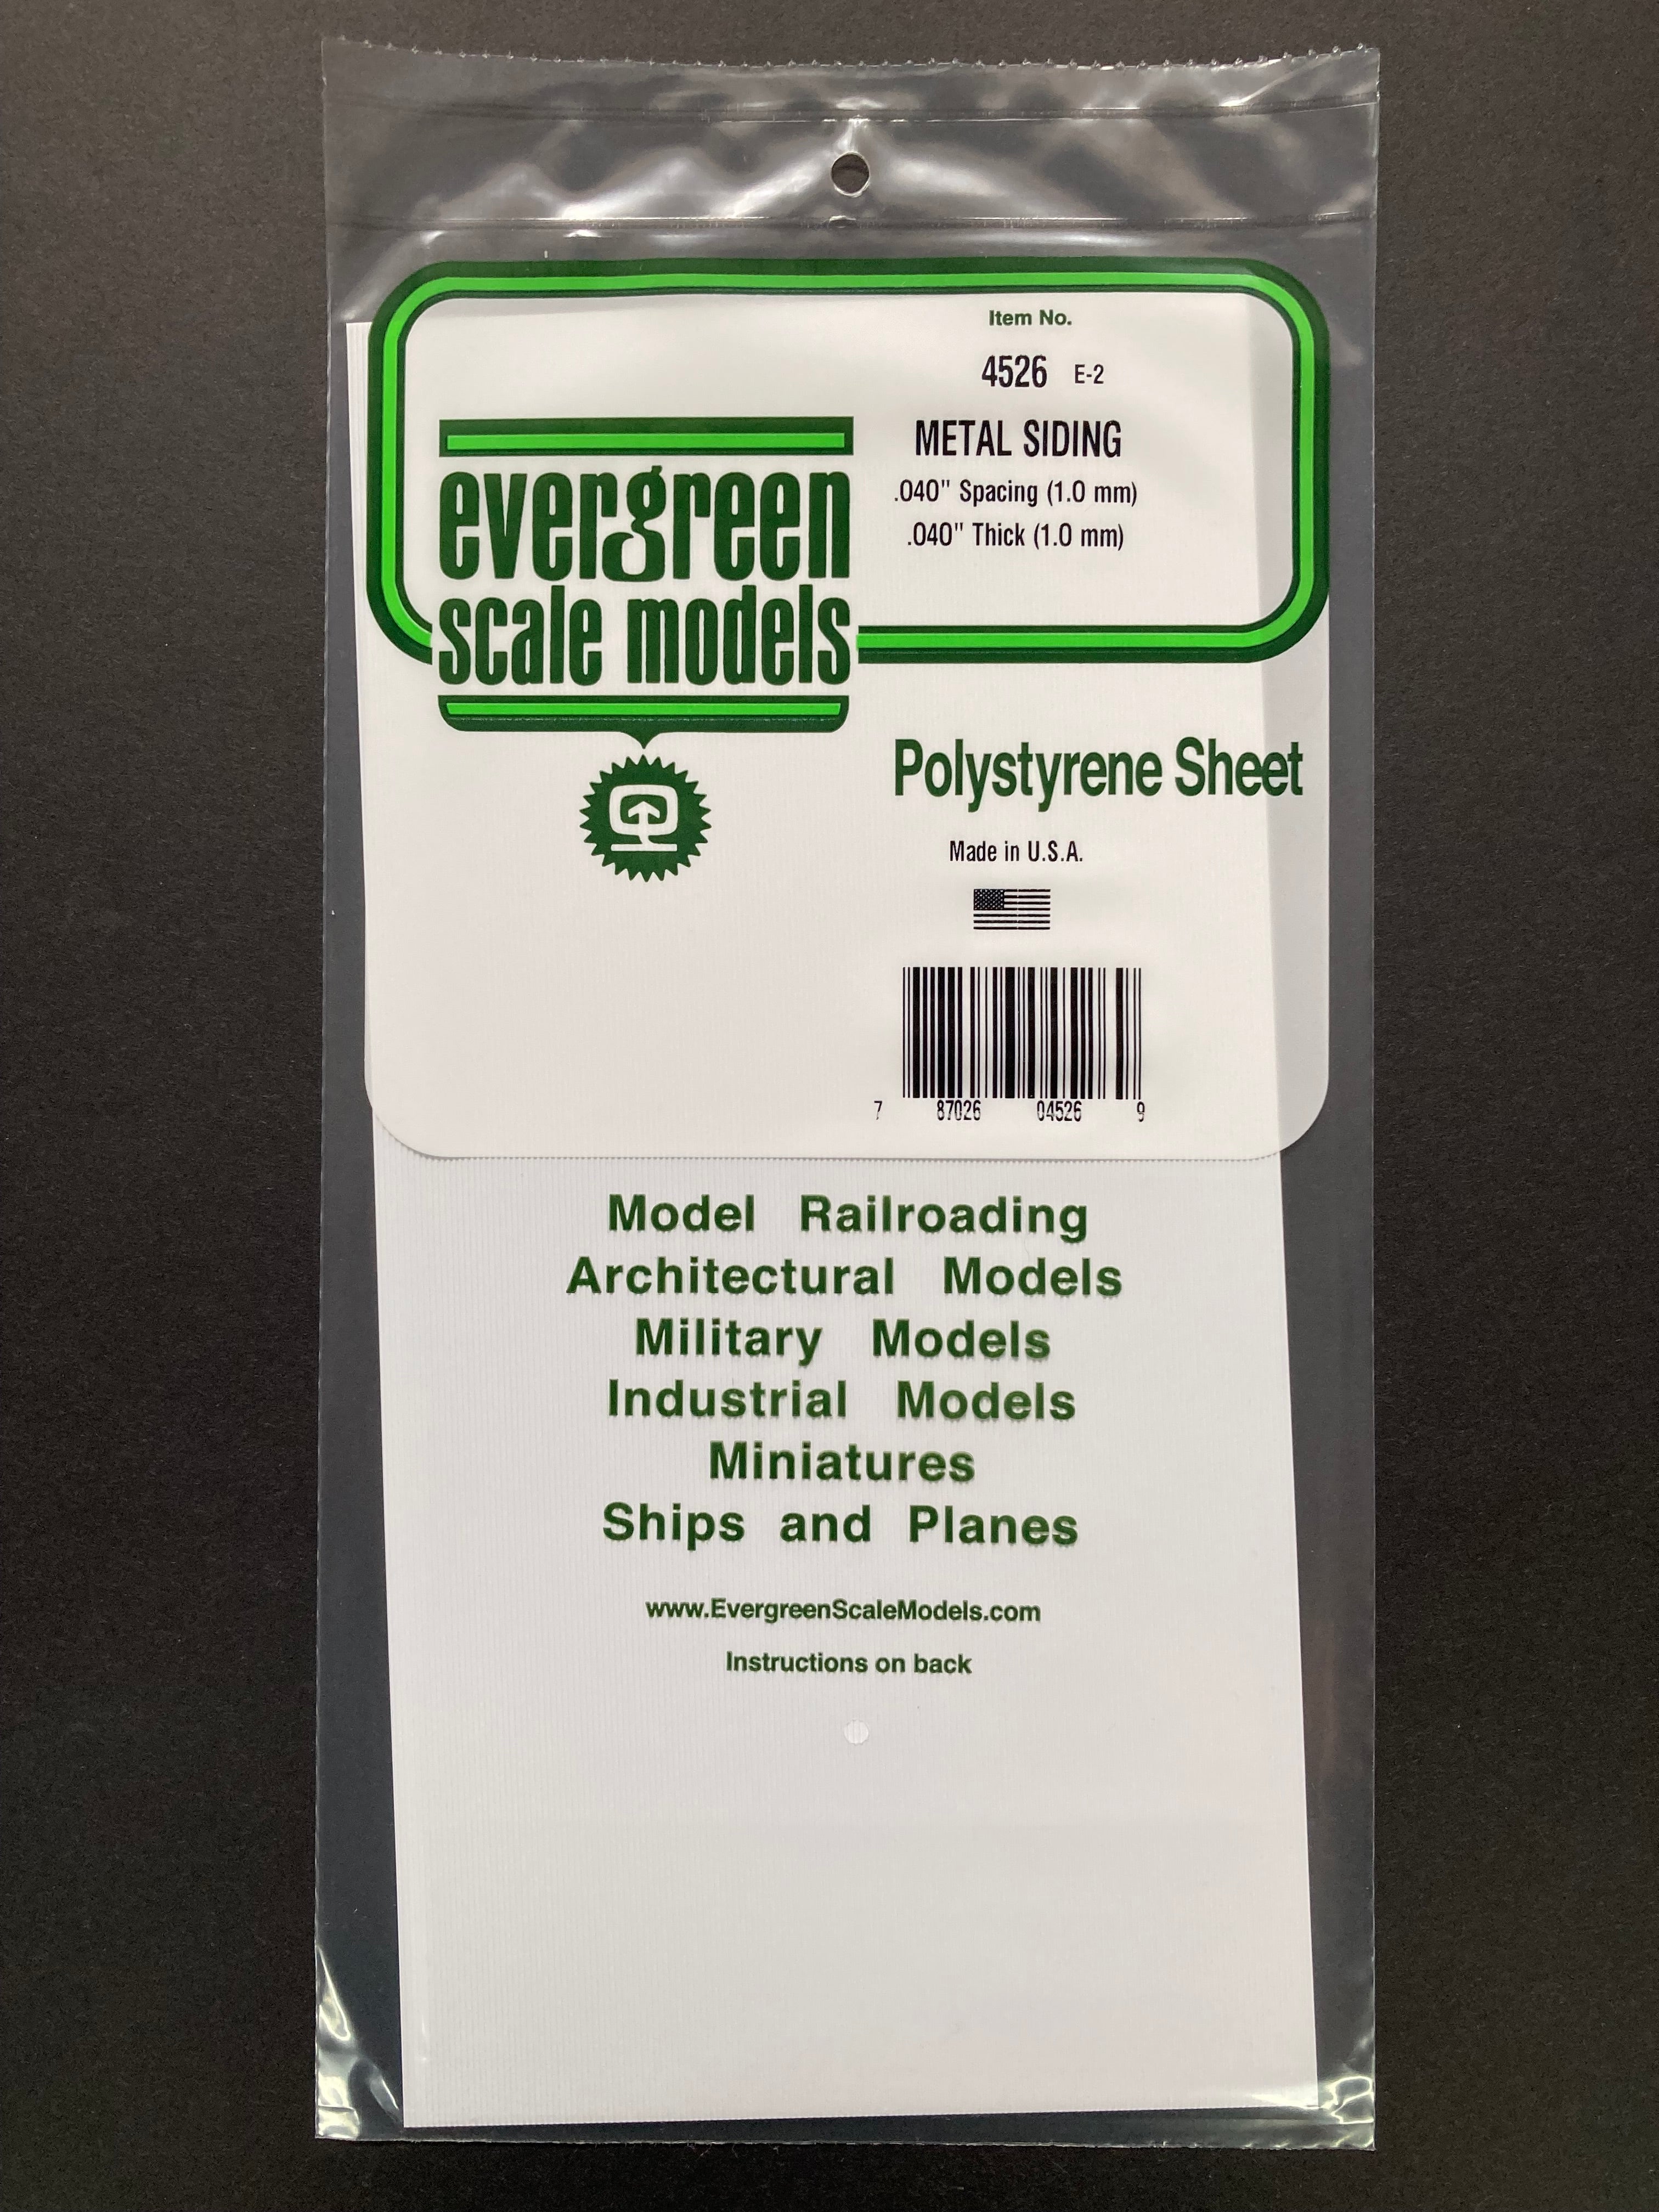 Item No.
4526 E-2
METAL SIDING
.040" Spacing (1.0 mm)
.040" Thick (1.0 mm)
evergreen
scale models
Polystyrene Sheet
Made in U.S.A.
7 87026 04526 9
Model Railroading
Architectural Models
Military Models
Industrial Models
Miniatures
Ships and Planes
www.EvergreenScaleModels.com
Instructions on back